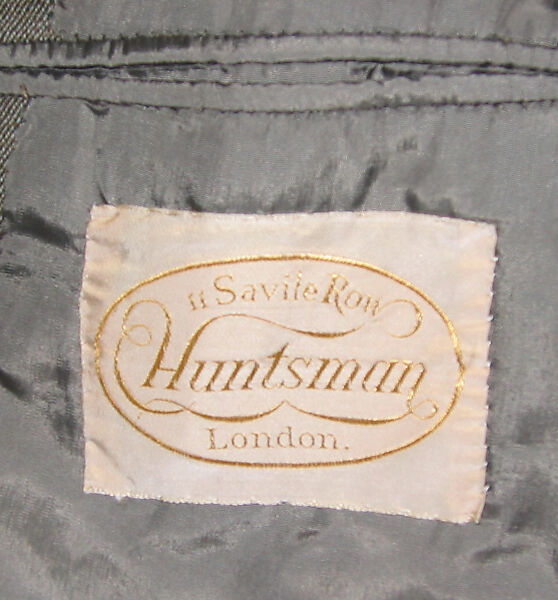 11 Savile Row
Huntsman
London.